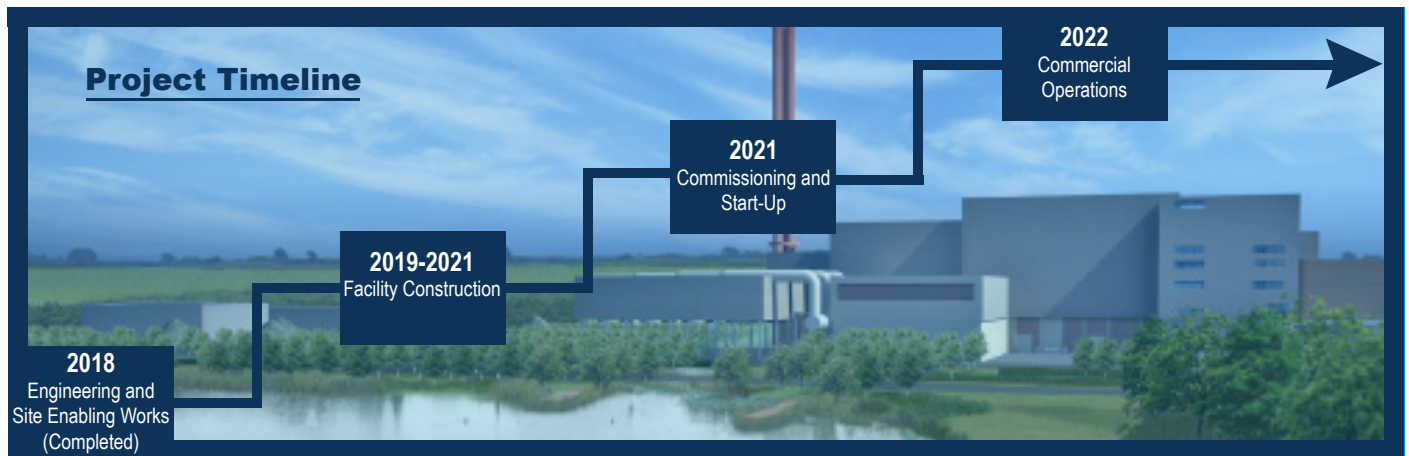 Project Timeline
2018
Engineering and
Site Enabling Works
(Completed)
2019-2021
Facility Construction
2021
Commissioning and
Start-Up
2022
Commercial
Operations